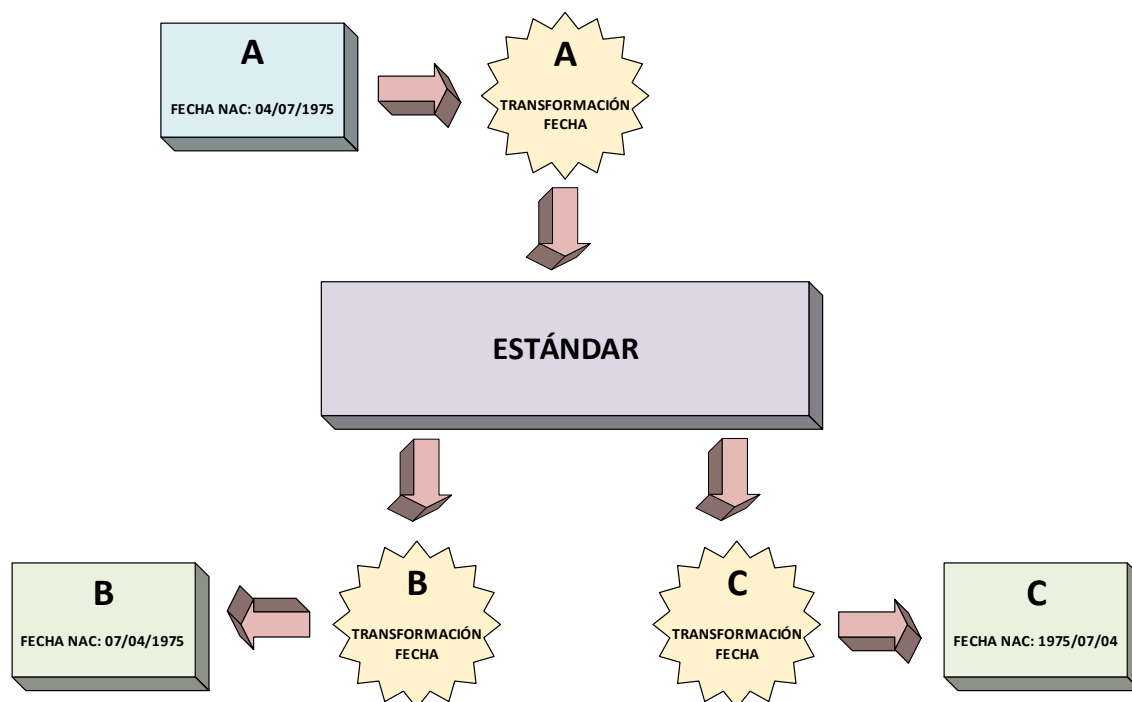 A
FECHA NAC: 04/07/1975
A
TRANSFORMACIÓN
FECHA
ESTÁNDAR
B
FECHA NAC: 07/04/1975
B
TRANSFORMACIÓN
FECHA
C
TRANSFORMACIÓN
FECHA
C
FECHA NAC: 1975/07/04